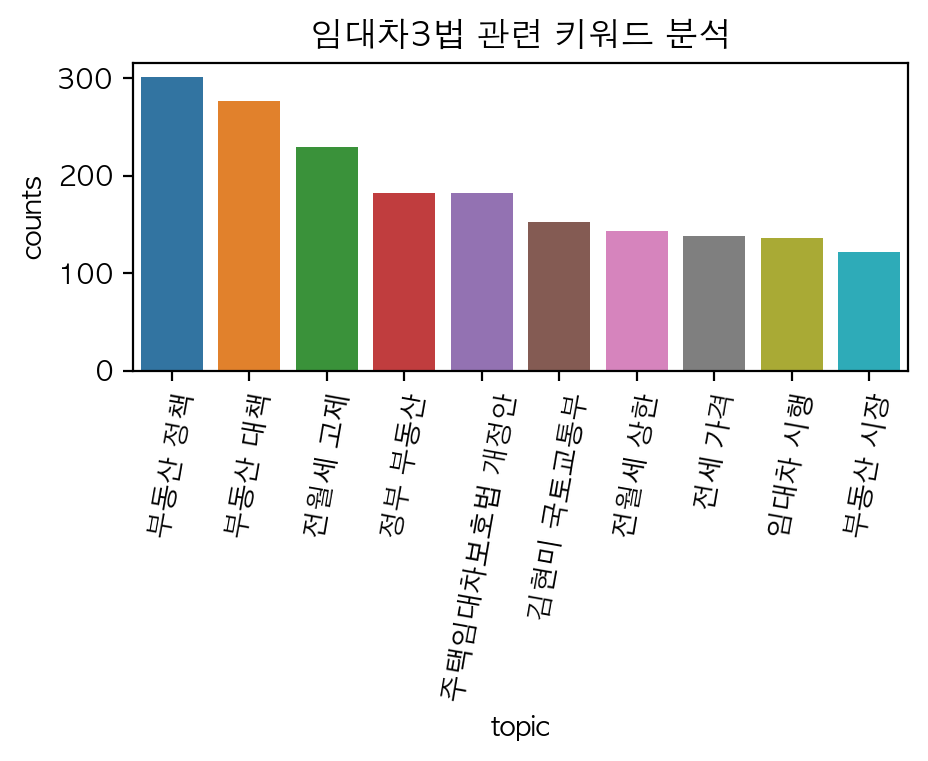 임대차3법 관련 키워드 분석
counts
300
200
100
0
부동산 정책
부동산 대책
전월세 고제
정부 부동산
주택임대차보호법 개정안
김현미 국토교통부
전월세 상한
전세 가격
임대차 시행
부동산 시장
topic